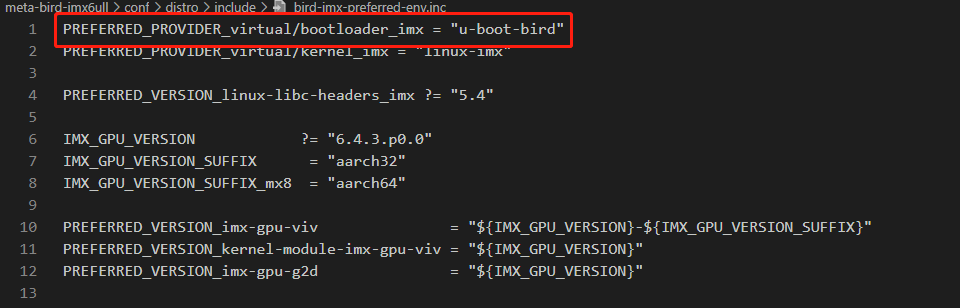 meta-bird-imx6ull > conf > distro > include > bird-imx-preferred-env.inc
1 PREFERRED_PROVIDER_virtual/bootloader_imx = "u-boot-bird"
2 PREFERRED_PROVIDER_virtual/kernel_imx = "linux-imx"
3
4 PREFERRED_VERSION_linux-libc-headers_imx ?= "5.4"
5
6 IMX_GPU_VERSION ?= "6.4.3.p0.0"
7 IMX_GPU_VERSION_SUFFIX = "aarch32"
8 IMX_GPU_VERSION_SUFFIX_mx8 = "aarch64"
9
10 PREFERRED_VERSION_imx-gpu-viv = "${IMX_GPU_VERSION}-${IMX_GPU_VERSION_SUFFIX}"
11 PREFERRED_VERSION_kernel-module-imx-gpu-viv = "${IMX_GPU_VERSION}"
12 PREFERRED_VERSION_imx-gpu-g2d = "${IMX_GPU_VERSION}"
13